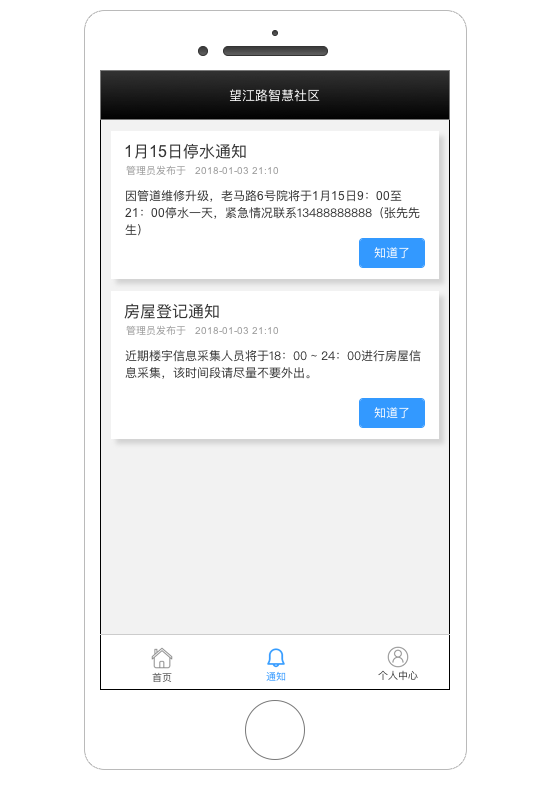 望江路智慧社区
1月15日停水通知
管理员发布于 2018-01-03 21:10
因管道维修升级，老马路6号院将于1月15日9：00至
21：00停水一天，紧急情况联系13488888888（张先先
生）
知道了
房屋登记通知
管理员发布于 2018-01-03 21:10
近期楼宇信息采集人员将于18：00 ~ 24：00进行房屋信
息采集，该时间段请尽量不要外出。
知道了
首页 通知 个人中心